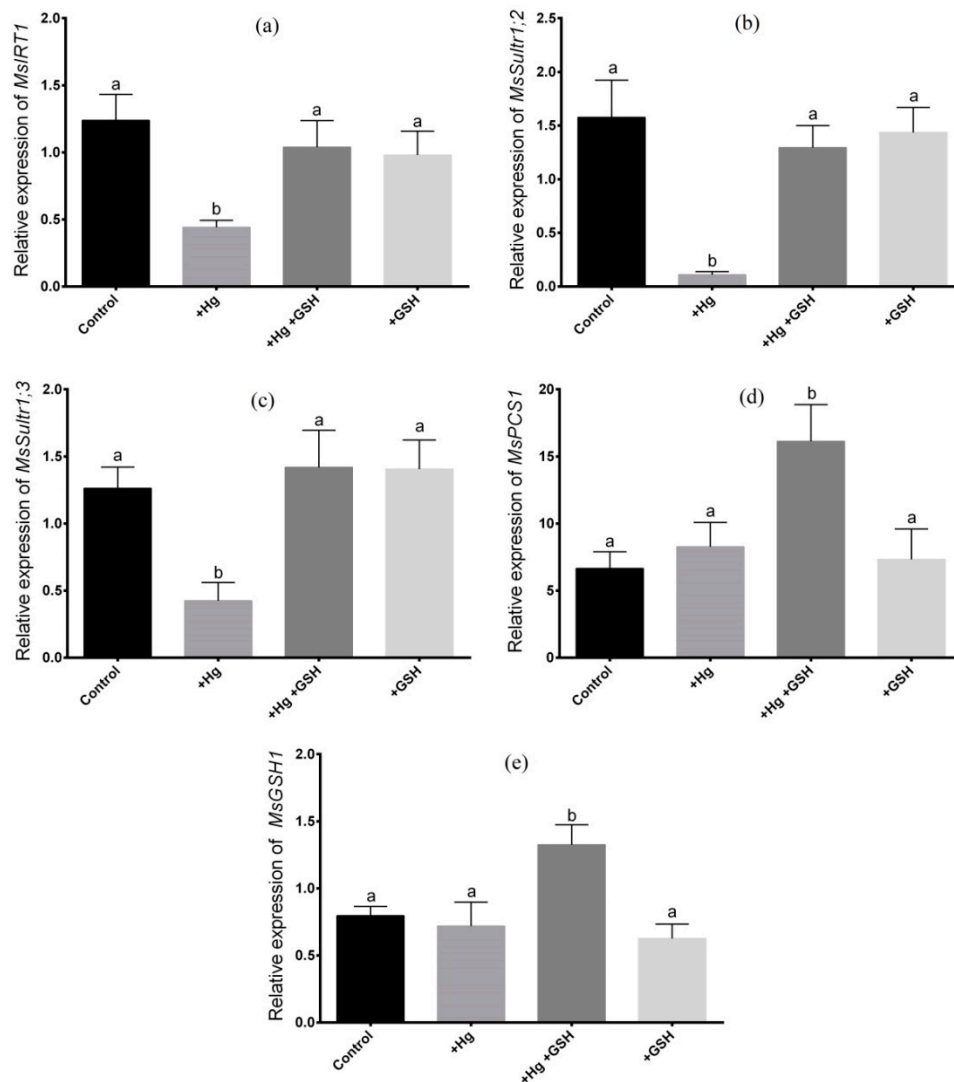 (a)
Relative expression of MsIRT1
2.0
1.5
1.0
0.5
0.0
a
b
a
a
Control
+Hg
+Hg +GSH
+GSH
(b)
Relative expression of MsSultr1;2
2.5
2.0
1.5
1.0
0.5
0.0
a
b
a
a
Control
+Hg
+Hg +GSH
+GSH
(c)
Relative expression of MsSultr1;3
2.0
1.5
1.0
0.5
0.0
a
b
a
a
Control
+Hg
+Hg +GSH
+GSH
(d)
Relative expression of MsPCS1
20
15
10
5
0
a
a
b
a
Control
+Hg
+Hg +GSH
+GSH
(e)
Relative expression of MsGSH1
2.0
1.5
1.0
0.5
0.0
a
a
b
a
Control
+Hg
+Hg +GSH
+GSH